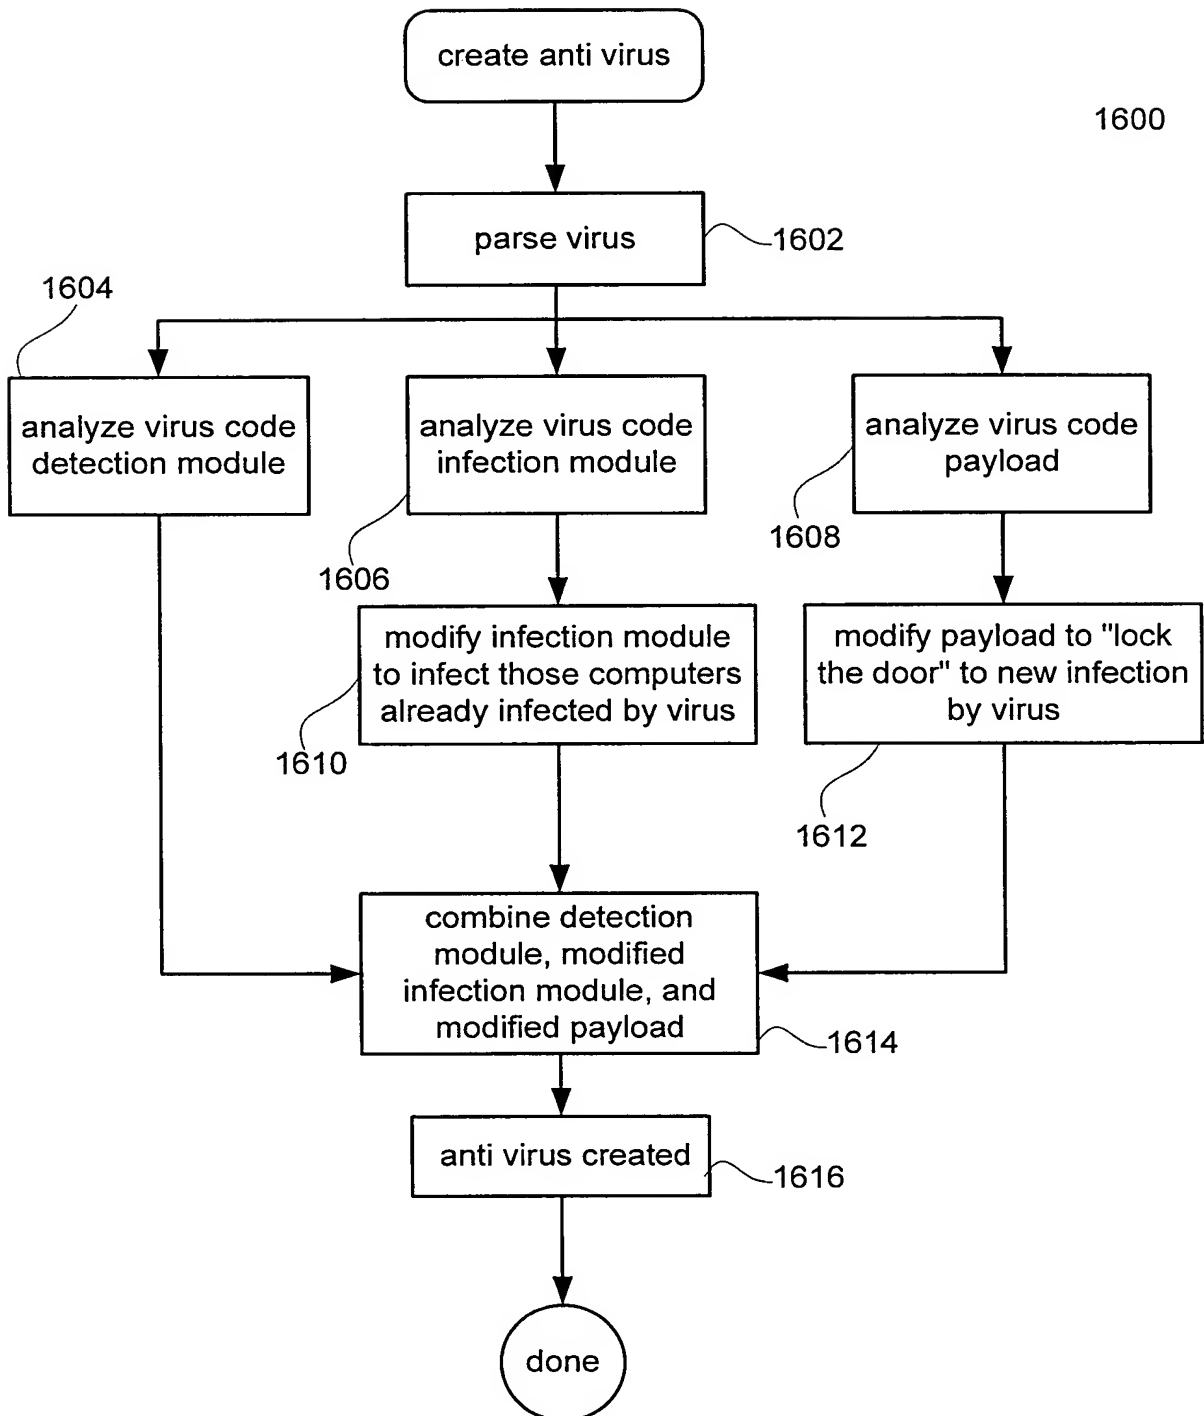 create anti virus
1600
parse virus
1602
1604
analyze virus code
detection module
analyze virus code
infection module
analyze virus code
payload
1606
1608
modify infection module
to infect those computers
already infected by virus
modify payload to "lock
the door" to new infection
by virus
1610
1612
combine detection
module, modified
infection module, and
modified payload
1614
anti virus created
1616
done